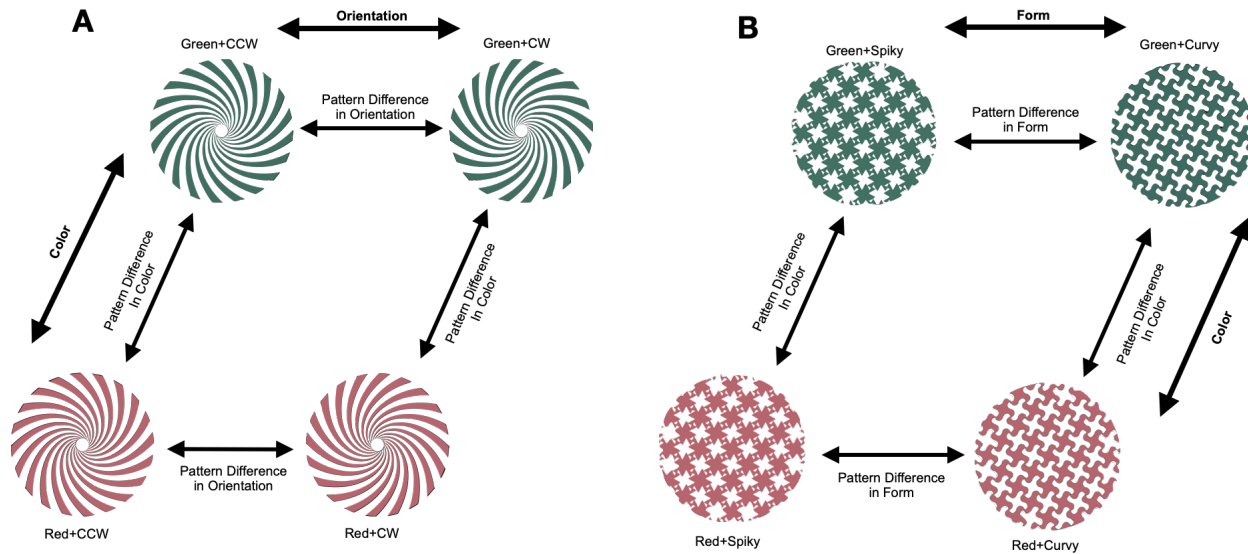 A
Orientation
Green+CCW
Green+CW
Pattern Difference
in Orientation
Color
Pattern Difference
In Color
Pattern Difference
In Color
Pattern Difference
in Orientation
Red+CCW
Red+CW
B
Form
Green+Spiky
Green+Curvy
Pattern Difference
in Form
Pattern Difference
In Color
Pattern Difference
In Color
Color
Pattern Difference
in Form
Red+Spiky
Red+Curvy